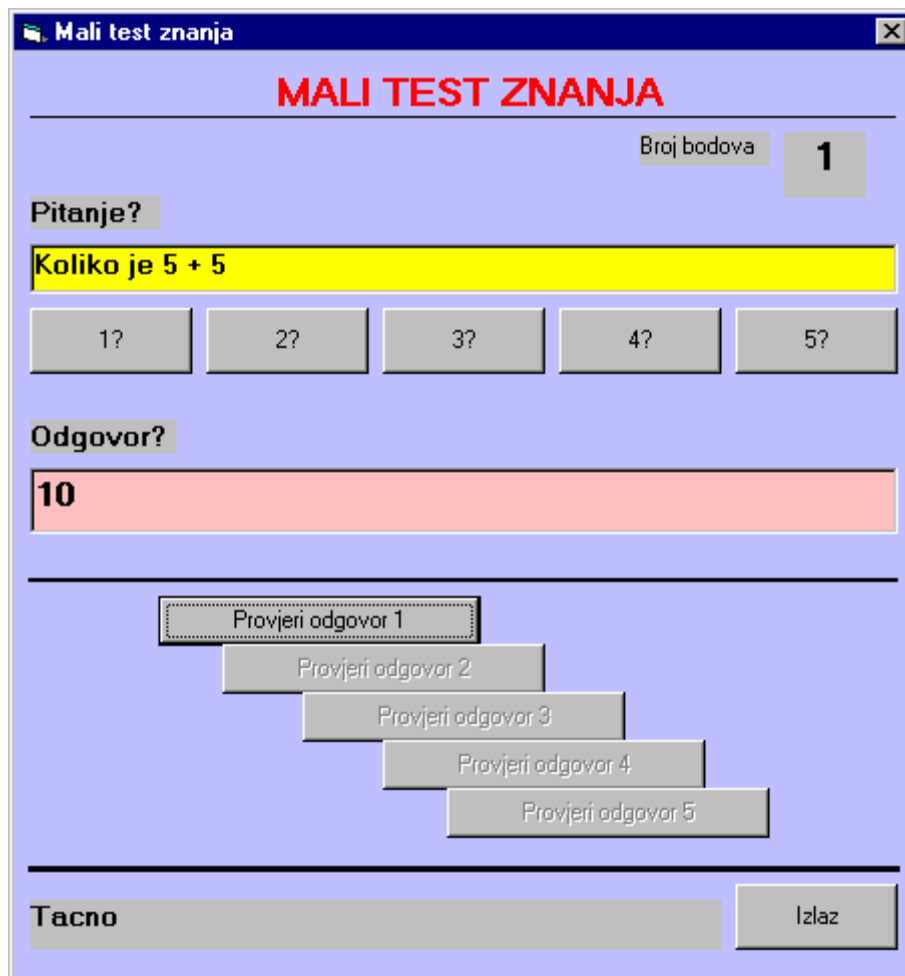 Mali test znanja
MALI TEST ZNANJA
Broj bodova 1
Pitanje?
Koliko je 5 + 5
1? 2? 3? 4? 5?
Odgovor?
10
Provjeri odgovor 1
Provjeri odgovor 2
Provjeri odgovor 3
Provjeri odgovor 4
Provjeri odgovor 5
Tacno Izlaz